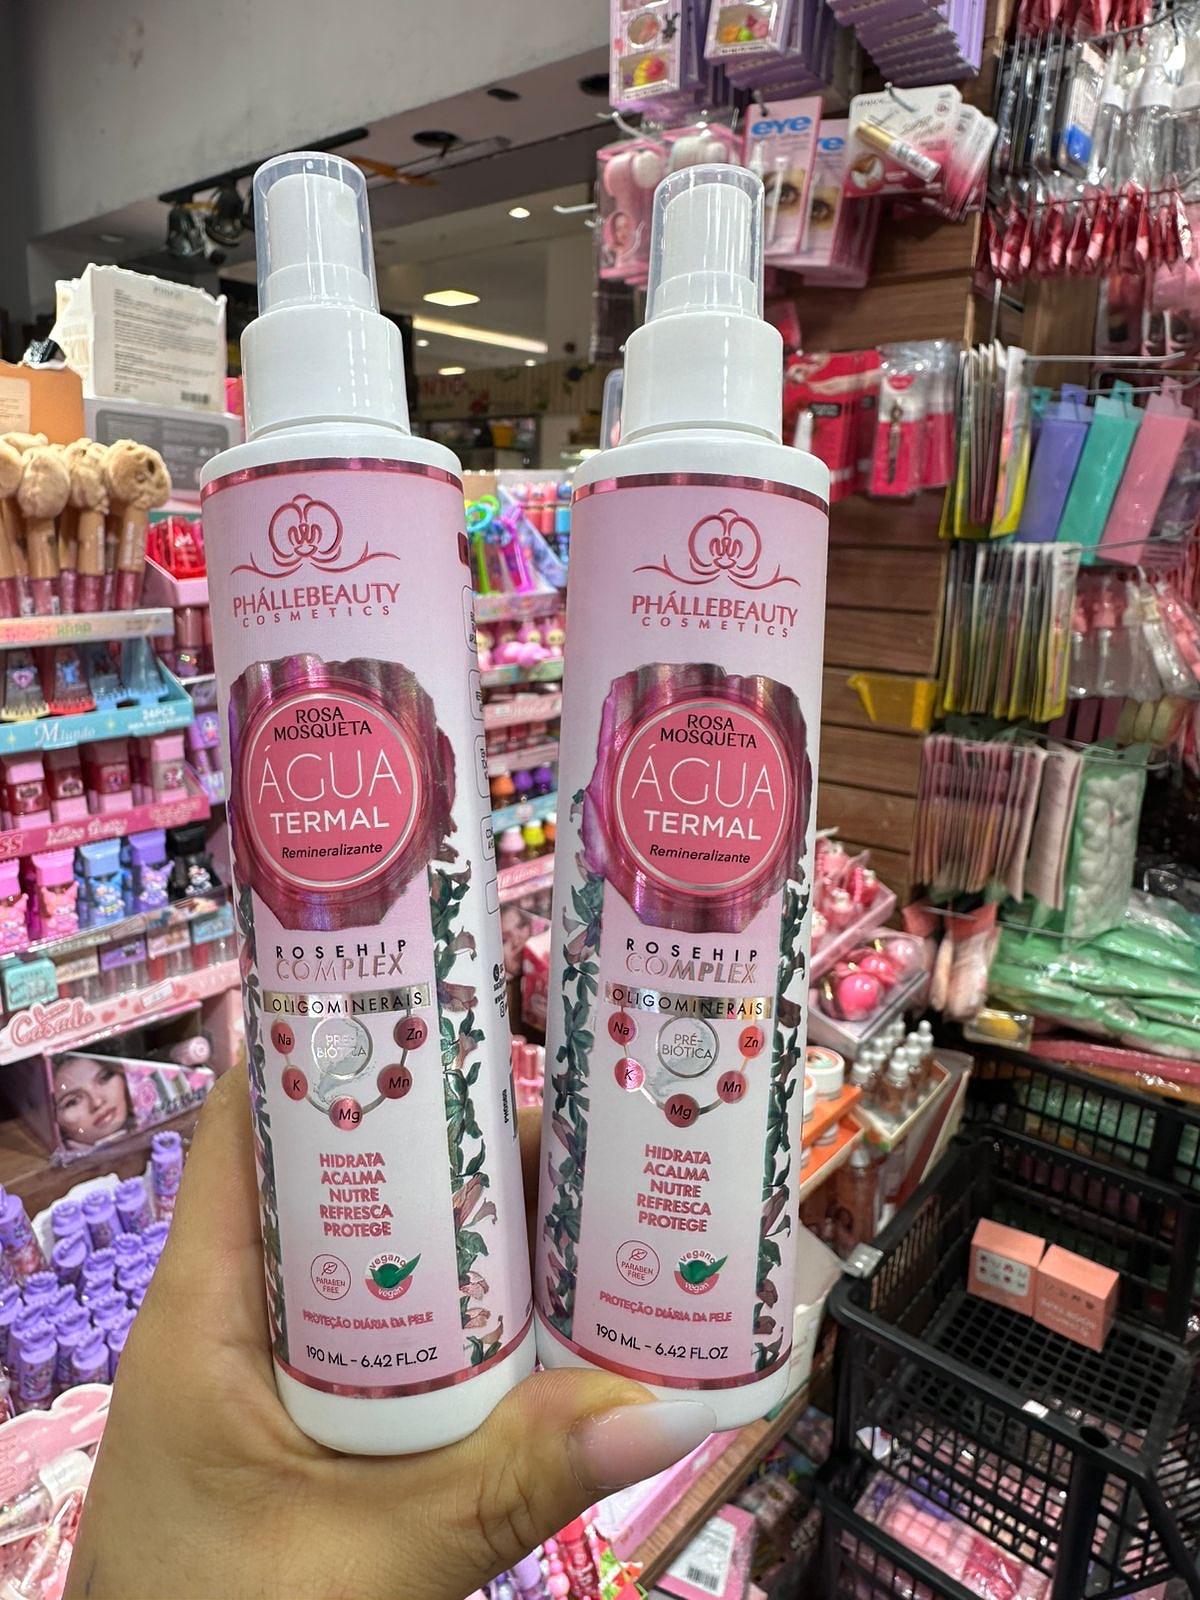 PHÁLLEBEAUTY
COSMETICS
ROSA
MOSQUETA
ÁGUA
TERMAL
Remineralizante
ROSEHIP
COMPLEX
OLIGOMINERAIS
Na
Zn
PRÉ-
BIÓTICA
K
Mn
Mg
HIDRATA
ACALMA
NUTRE
REFRESCA
PROTEGE
PARABEN
FREE
vegano
vegan
PROTEÇÃO DIÁRIA DA PELE
190 ML - 6.42 FL.OZ
PHÁLLEBEAUTY
COSMETICS
ROSA
MOSQUETA
ÁGUA
TERMAL
Remineralizante
ROSEHIP
COMPLEX
OLIGOMINERAIS
Na
Zn
PRÉ-
BIÓTICA
K
Mn
Mg
HIDRATA
ACALMA
NUTRE
REFRESCA
PROTEGE
PARABEN
FREE
vegano
vegan
PROTEÇÃO DIÁRIA DA PELE
190 ML - 6.42 FL.OZ
eye
eye
24PCS